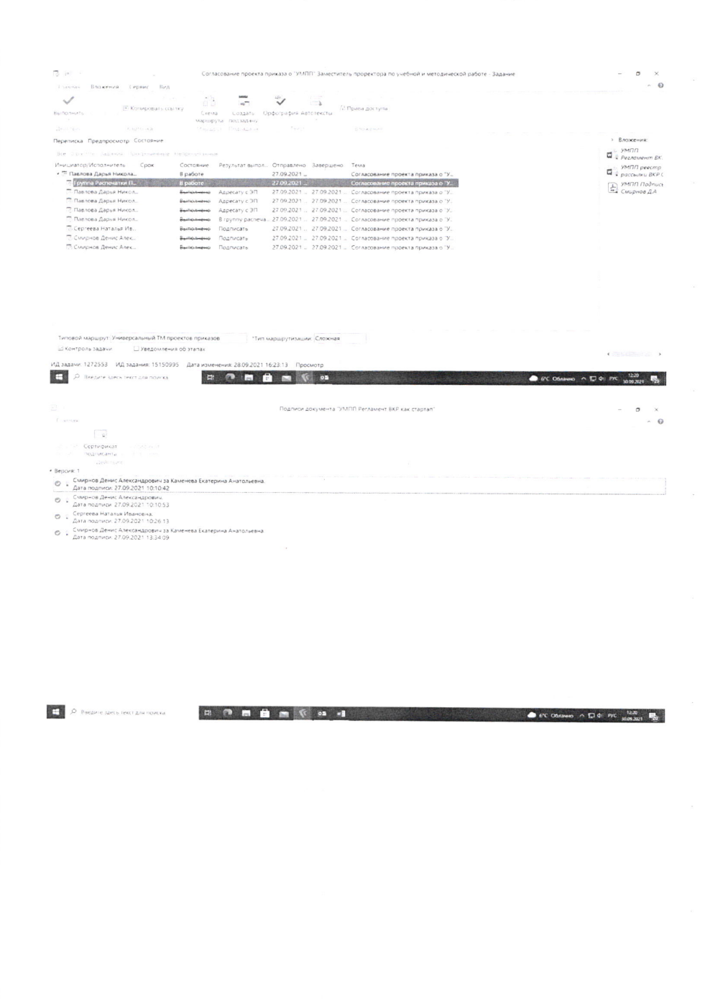 Согласование проекта приказа о "УМПП" Заместитель проректора по учебной и методической работе - Задание
Главная Вложения Сервис Вид
Выполнить
Копировать ссылку
Схема маршрута
Создать подзадачу
Орфография Автотексты
Права доступа
Переписка Предпросмотр Состояние
Инициатор/Исполнитель Срок Состояние Результат выпол... Отправлено Завершено Тема
Павлова Дарья Никола... В работе 27.09.2021 ... Согласование проекта приказа о "У...
Группа Распечатки П... В работе 27.09.2021 ... Согласование проекта приказа о "У...
Павлова Дарья Никол... Выполнено Адресату с ЭП 27.09.2021 ... 27.09.2021 ... Согласование проекта приказа о "У...
Павлова Дарья Никол... Выполнено Адресату с ЭП 27.09.2021 ... 27.09.2021 ... Согласование проекта приказа о "У...
Павлова Дарья Никол... Выполнено Адресату с ЭП 27.09.2021 ... 27.09.2021 ... Согласование проекта приказа о "У...
Павлова Дарья Никол... Выполнено В группу распеча... 27.09.2021 ... 27.09.2021 ... Согласование проекта приказа о "У...
Сергеева Наталья Ив... Выполнено Подписать 27.09.2021 ... 27.09.2021 ... Согласование проекта приказа о "У...
Смирнов Денис Алек... Выполнено Подписать 27.09.2021 ... 27.09.2021 ... Согласование проекта приказа о "У...
Смирнов Денис Алек... Выполнено Подписать 27.09.2021 ... 27.09.2021 ... Согласование проекта приказа о "У...
Вложения:
УМПП
Регламент ВК
УМПП реестр
рассылки ВКР С
УМПП Подпис
Смирнов Д.А
Типовой маршрут: Универсальный ТМ проектов приказов *Тип маршрутизации: Сложная
Контроль задачи Уведомления об этапах
ИД задачи: 1272553 ИД задания: 15150995 Дата изменения: 28.09.2021 16:23:13 Просмотр
Введите здесь текст для поиска
6°C Облачно РУС 12:20
30.09.2021
Подписи документа "УМПП Регламент ВКР как стартап"
Главная
Сертификат
подписанта
Версия: 1
Смирнов Денис Александрович за Каменева Екатерина Анатольевна.
Дата подписи: 27.09.2021 10:10:42
Смирнов Денис Александрович.
Дата подписи: 27.09.2021 10:10:53
Сергеева Наталья Ивановна.
Дата подписи: 27.09.2021 10:26:13
Смирнов Денис Александрович за Каменева Екатерина Анатольевна
Дата подписи: 27.09.2021 13:34:09
Введите здесь текст для поиска
6°C Облачно РУС 12:20
30.09.2021